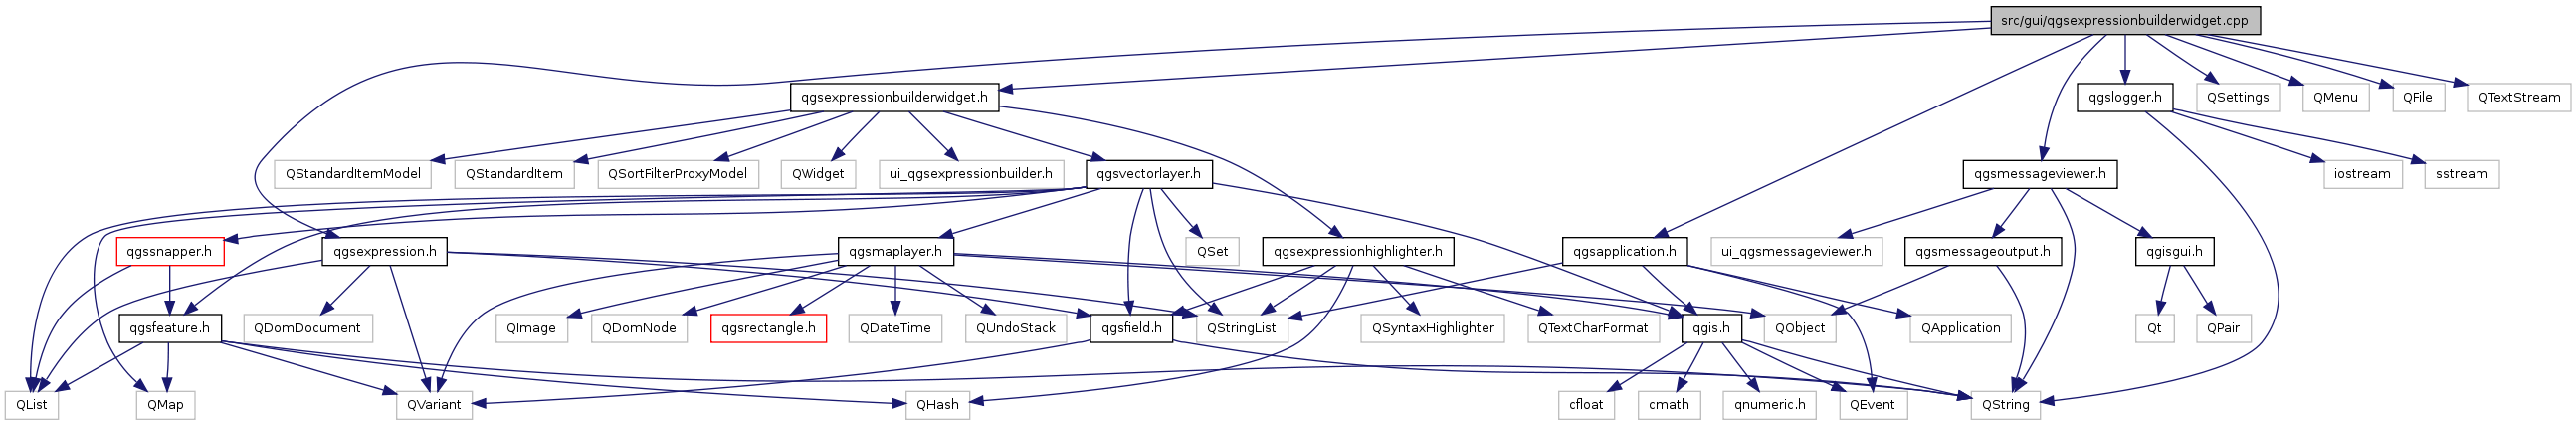 src/gui/qgsexpressionbuilderwidget.cpp
qgsexpressionbuilderwidget.h
qgslogger.h
QSettings
QMenu
QFile
QTextStream
QStandardItemModel
QStandardItem
QSortFilterProxyModel
QWidget
ui_qgsexpressionbuilder.h
qgsvectorlayer.h
qgsmessageviewer.h
iostream
sstream
qgssnapper.h
qgsexpression.h
qgsmaplayer.h
QSet
qgsexpressionhighlighter.h
qgsapplication.h
ui_qgsmessageviewer.h
qgsmessageoutput.h
qgisgui.h
qgsfeature.h
QDomDocument
QImage
QDomNode
qgsrectangle.h
QDateTime
QUndoStack
qgsfield.h
QStringList
QSyntaxHighlighter
QTextCharFormat
qgis.h
QObject
QApplication
Qt
QPair
QList
QMap
QVariant
QHash
cfloat
cmath
qnumeric.h
QEvent
QString